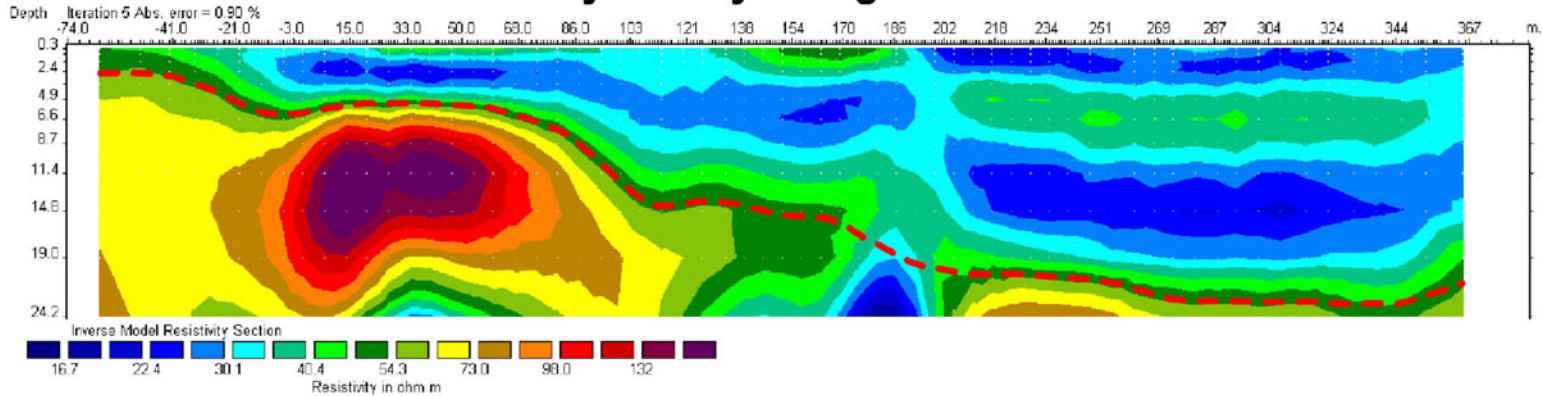 Depth Iteration 5 Abs. error = 0.90 %
-74.0 -41.0 -21.0 -3.0 15.0 33.0 50.0 68.0 86.0 103 121 138 154 170 186 202 218 234 251 269 287 304 324 344 367 m.
0.3
2.4
4.9
6.6
8.7
11.4
14.8
19.0
24.2
Inverse Model Resistivity Section
16.7 22.4 30.1 40.4 54.3 73.0 98.0 132
Resistivity in ohm.m